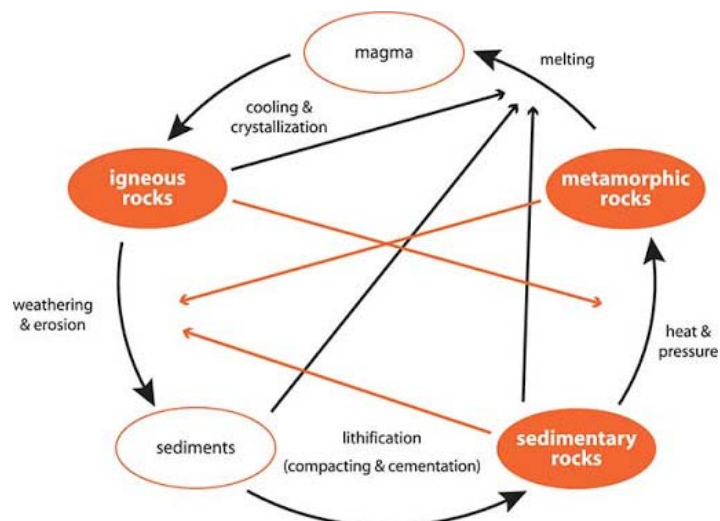 magma
melting
cooling &
crystallization
igneous
rocks
metamorphic
rocks
weathering
& erosion
heat &
pressure
sediments
lithification
(compacting & cementation)
sedimentary
rocks